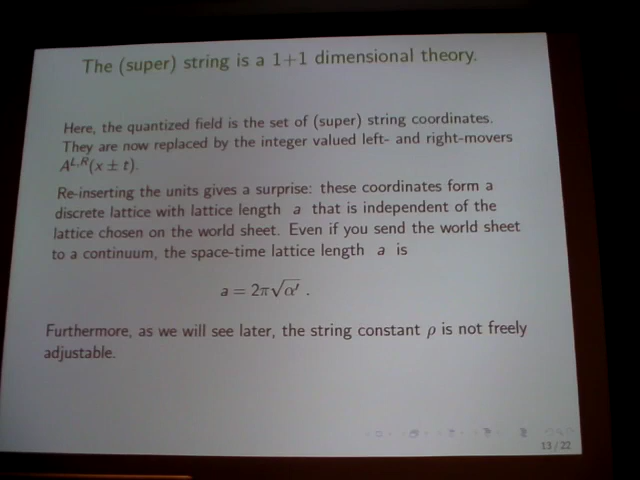 The (super) string is a 1+1 dimensional theory.
Here, the quantized field is the set of (super) string coordinates.
They are now replaced by the integer valued left- and right-movers
A^{L,R}(x ± t).
Re-inserting the units gives a surprise: these coordinates form a
discrete lattice with lattice length a that is independent of the
lattice chosen on the world sheet. Even if you send the world sheet
to a continuum, the space-time lattice length a is
a = 2π√α′ .
Furthermore, as we will see later, the string constant ρ is not freely
adjustable.
13 / 22